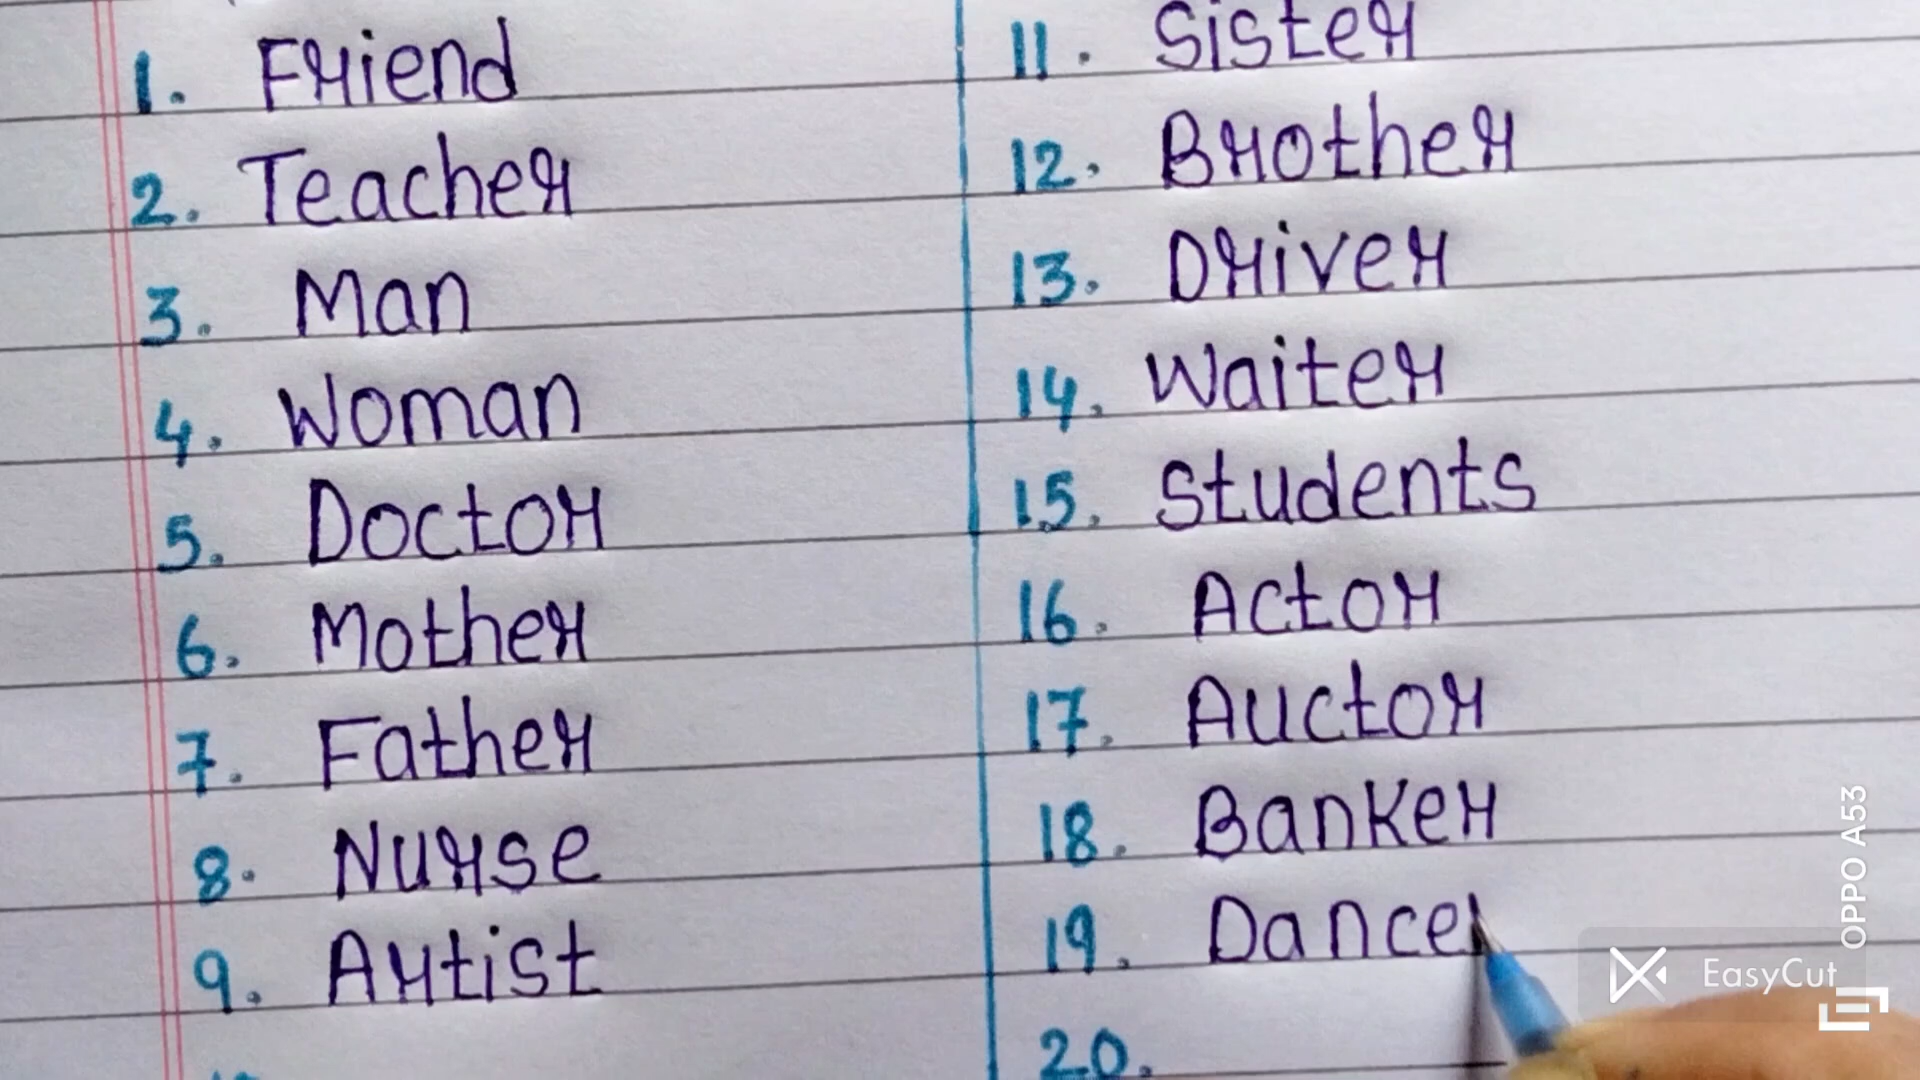 1. Friend
2. Teacher
3. Man
4. Woman
5. Doctor
6. Mother
7. Father
8. Nurse
9. Artist
11. Sister
12. Brother
13. Driver
14. Waiter
15. Students
16. Actor
17. Auctor
18. Banker
19. Dance
20.
OPPO A53
EasyCut